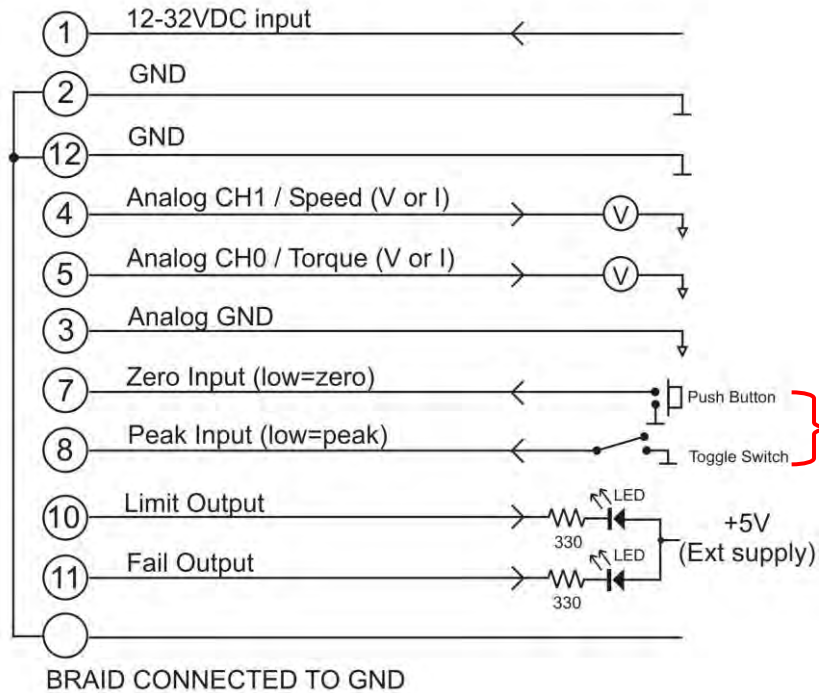 1 12-32VDC input
2 GND
12 GND
4 Analog CH1 / Speed (V or I) V
5 Analog CH0 / Torque (V or I) V
3 Analog GND
7 Zero Input (low=zero) Push Button
8 Peak Input (low=peak) Toggle Switch
10 Limit Output 330 LED
+5V
(Ext supply)
11 Fail Output 330 LED
BRAID CONNECTED TO GND